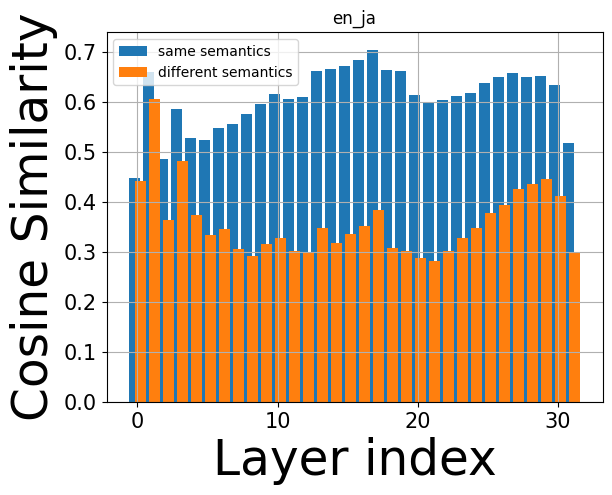 en_ja
same semantics
different semantics
Cosine Similarity
0.7
0.6
0.5
0.4
0.3
0.2
0.1
0.0
0 10 20 30
Layer index